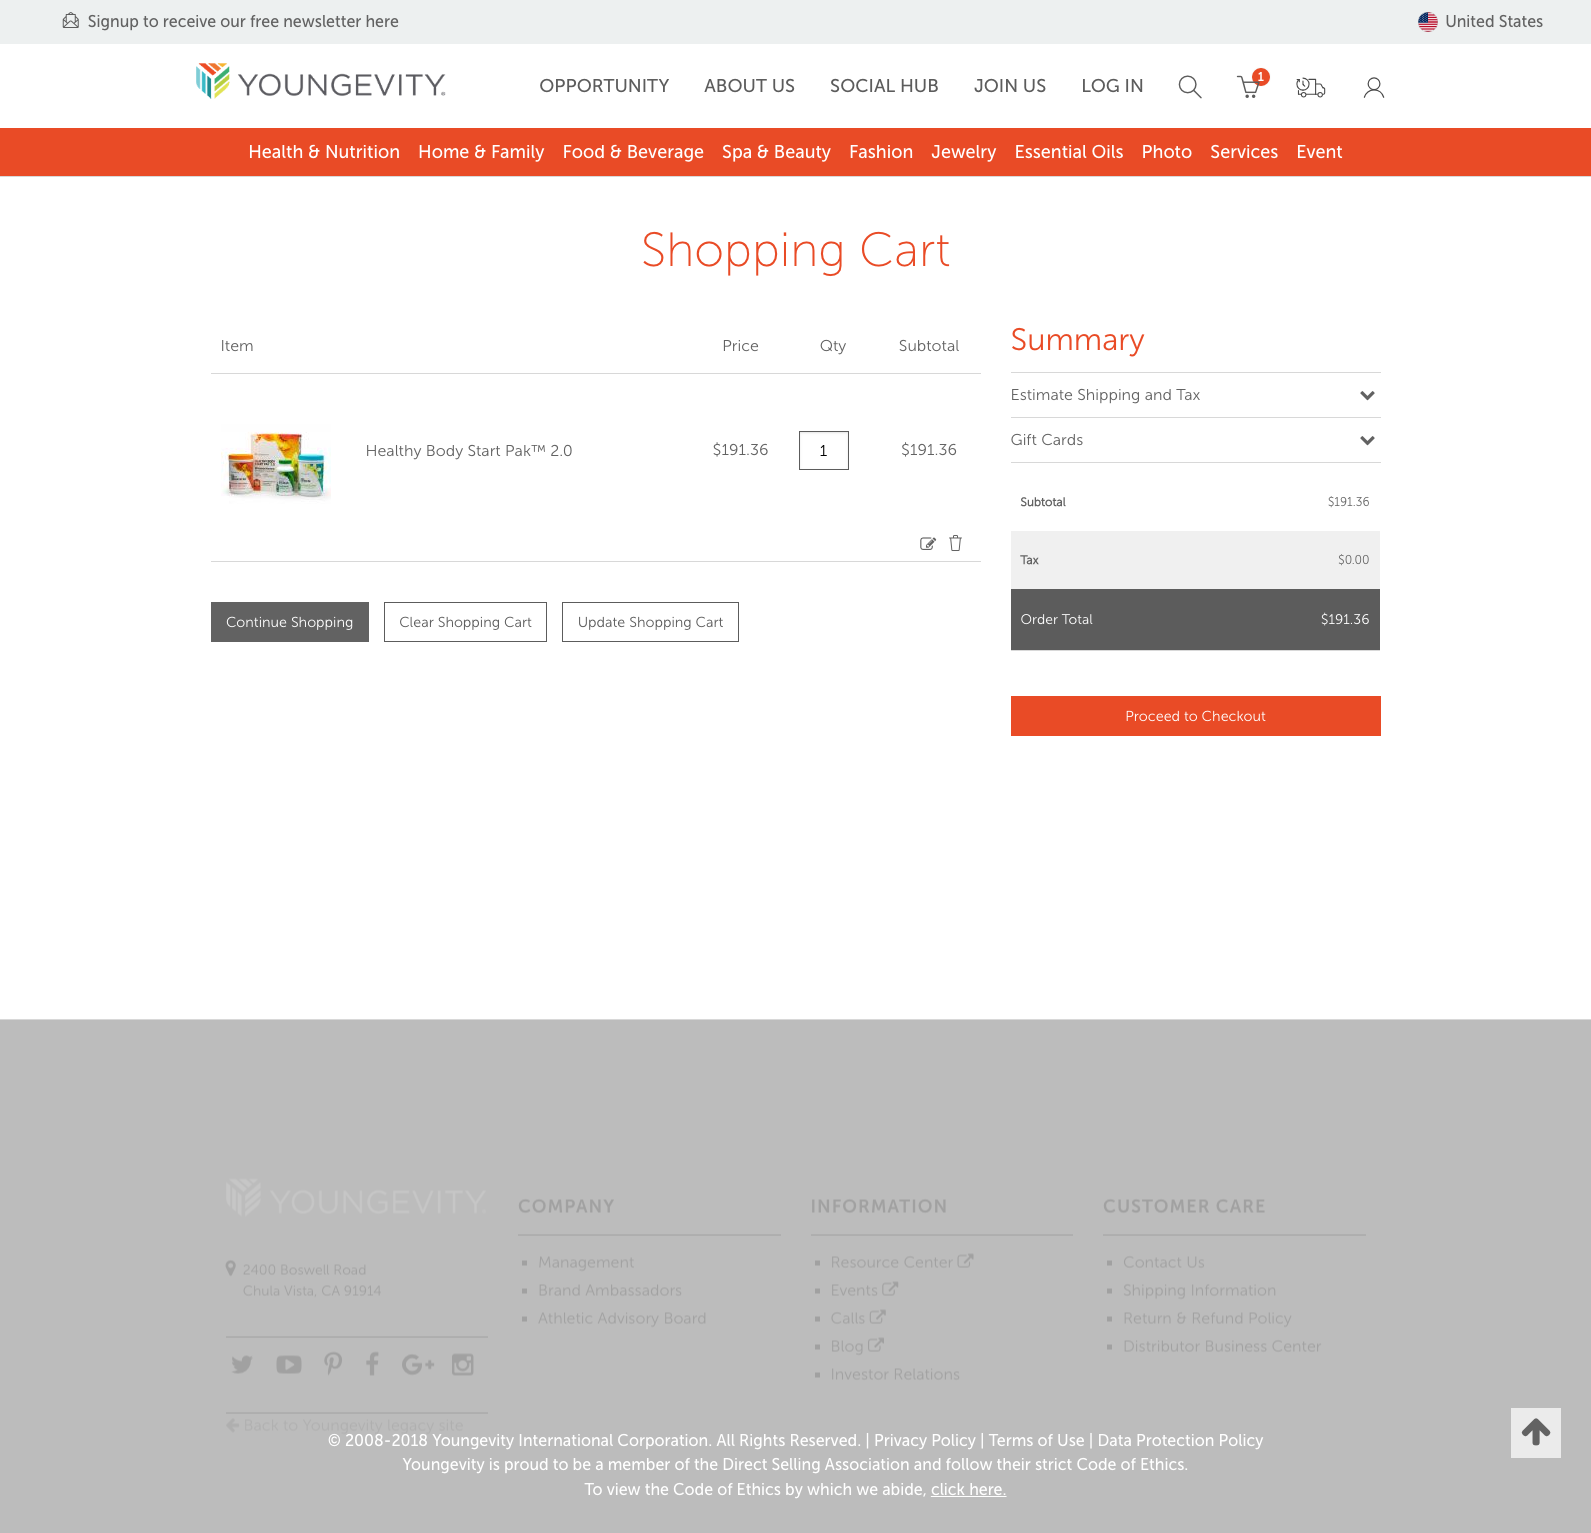 Signup to receive our free newsletter here
United States
YOUNGEVITY
OPPORTUNITY ABOUT US SOCIAL HUB JOIN US LOG IN 1
Health & Nutrition Home & Family Food & Beverage Spa & Beauty Fashion Jewelry Essential Oils Photo Services Event
Shopping Cart
Item Price Qty Subtotal
Healthy Body Start Pak™ 2.0 $191.36 1 $191.36
Continue Shopping Clear Shopping Cart Update Shopping Cart
Summary
Estimate Shipping and Tax
Gift Cards
Subtotal $191.36
Tax $0.00
Order Total $191.36
Proceed to Checkout
YOUNGEVITY
2400 Boswell Road
Chula Vista, CA 91914
Back to Youngevity legacy site
COMPANY
Management
Brand Ambassadors
Athletic Advisory Board
INFORMATION
Resource Center
Events
Calls
Blog
Investor Relations
CUSTOMER CARE
Contact Us
Shipping Information
Return & Refund Policy
Distributor Business Center
© 2008-2018 Youngevity International Corporation. All Rights Reserved. | Privacy Policy | Terms of Use | Data Protection Policy
Youngevity is proud to be a member of the Direct Selling Association and follow their strict Code of Ethics.
To view the Code of Ethics by which we abide, click here.